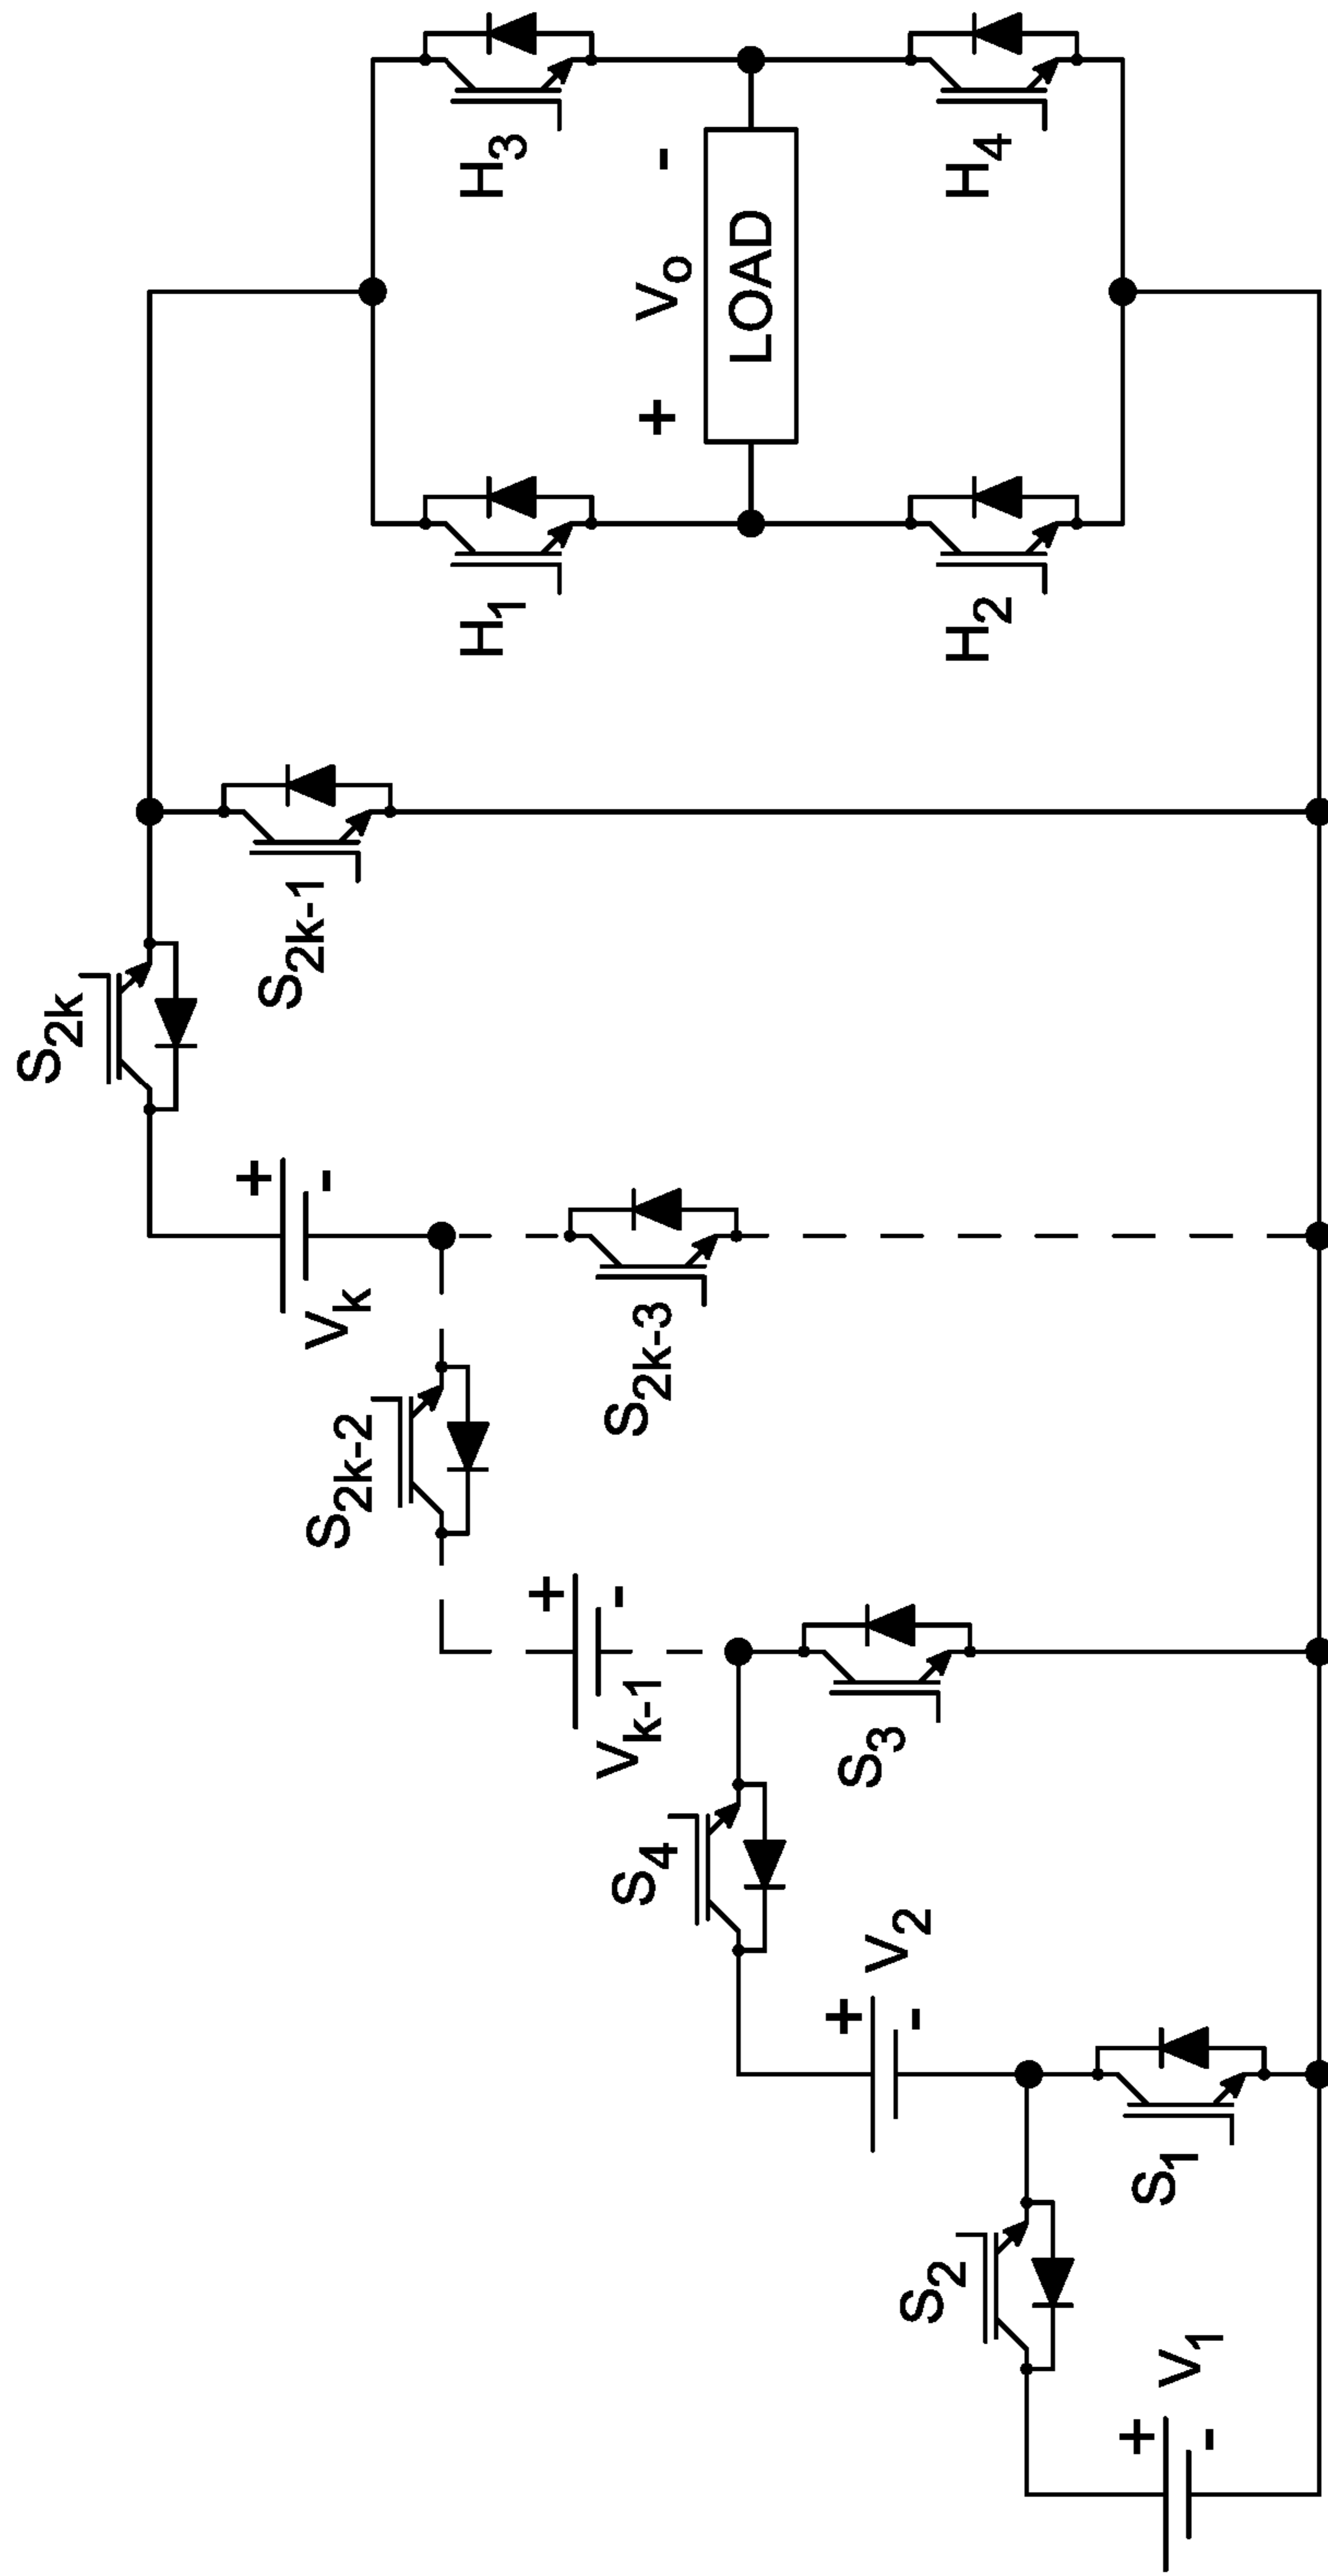 S2k
S2k-1
+
-
Vk
S2k-2
S2k-3
+
-
Vk-1
S4
S3
+
-
V2
S2
S1
+
-
V1
H1
H3
+ Vo -
LOAD
H2
H4